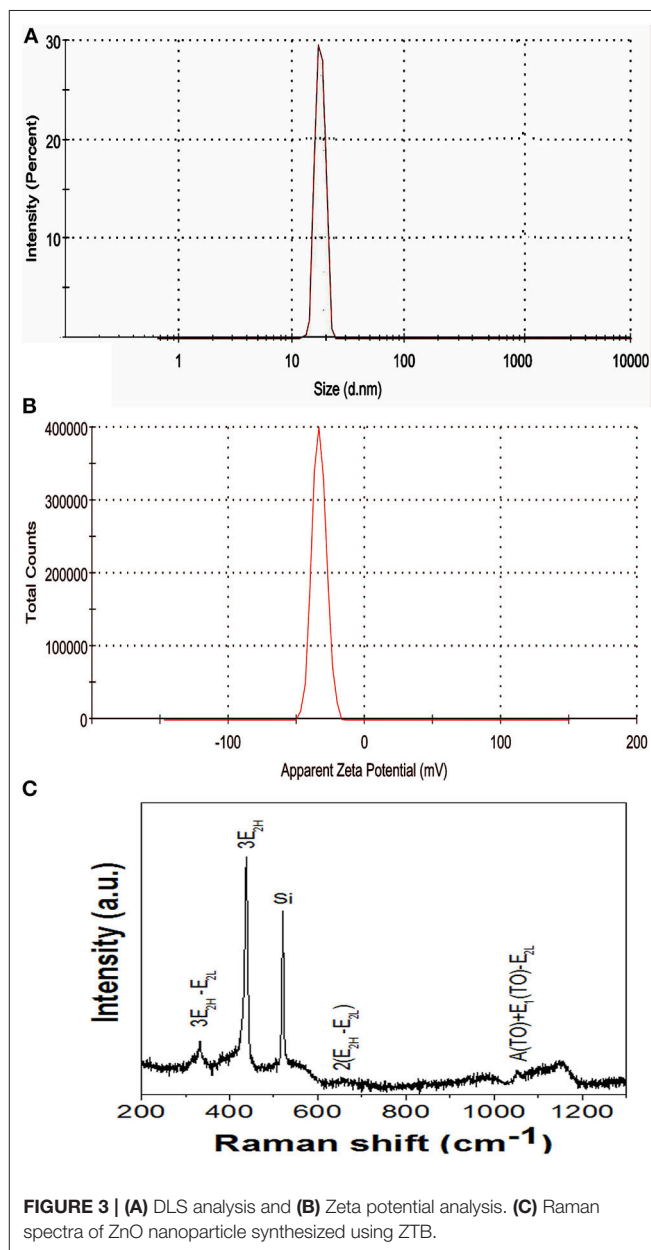 A
30
20
10
Intensity (Percent)
1 10 100 1000 10000
Size (d.nm)
B
400000
300000
200000
100000
0
Total Counts
-100 0 100 200
Apparent Zeta Potential (mV)
C
Intensity (a.u.)
3E2H-E2L
3E2H
Si
2(E2H-E2L)
A(TO)+E1(TO)-E2L
200 400 600 800 1000 1200
Raman shift (cm-1)
FIGURE 3 | (A) DLS analysis and (B) Zeta potential analysis. (C) Raman
spectra of ZnO nanoparticle synthesized using ZTB.